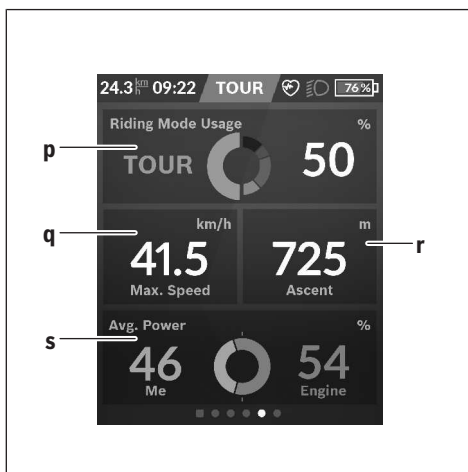 24.3 km/h 09:22 TOUR 76%
Riding Mode Usage %
p TOUR 50
q km/h m
41.5 725 r
Max. Speed Ascent
Avg. Power %
s 46 54
Me Engine